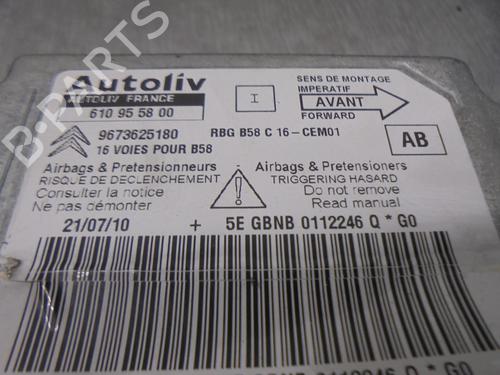 B-PARTS
Autoliv
AUTOLIV FRANCE
610 95 58 00
I
SENS DE MONTAGE
IMPERATIF
AVANT
FORWARD
9673625180
RBG B58 C 16-CEM01
16 VOIES POUR B58
AB
Airbags & Pretensionneurs
RISQUE DE DECLENCHEMENT
Consulter la notice
Ne pas démonter
!
Airbags & Pretensioners
TRIGGERING HASARD
Do not remove
Read manual
21/07/10
+
5E GBNB 0112246 Q * G0